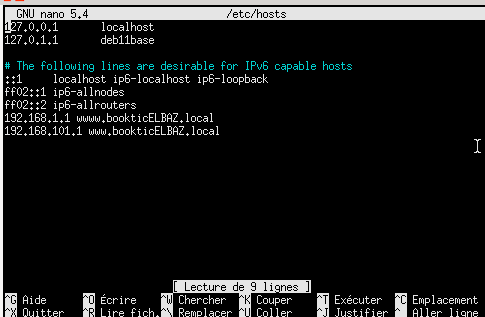 GNU nano 5.4 /etc/hosts
127.0.0.1 localhost
127.0.1.1 deb11base
# The following lines are desirable for IPv6 capable hosts
::1 localhost ip6-localhost ip6-loopback
ff02::1 ip6-allnodes
ff02::2 ip6-allrouters
192.168.1.1 wwww.bookticELBAZ.local
192.168.101.1 www.bookticELBAZ.local
[ Lecture de 9 lignes ]
^G Aide ^O Écrire ^W Chercher ^K Couper ^T Exécuter ^C Emplacement
^X Quitter ^R Lire fich. ^\ Remplacer ^U Coller ^J Justifier ^_ Aller ligne